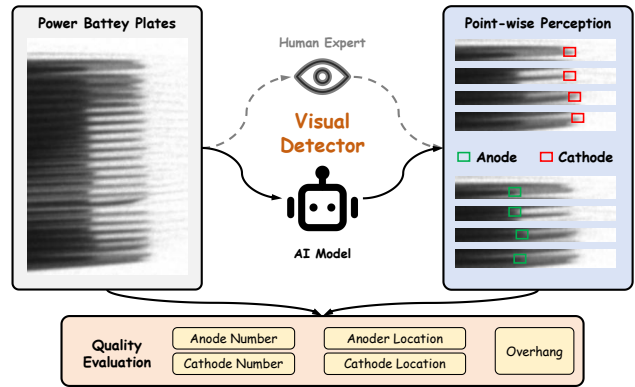 Power Battey Plates
Human Expert
Visual
Detector
AI Model
Point-wise Perception
Anode
Cathode
Quality
Evaluation
Anode Number
Anoder Location
Cathode Number
Cathode Location
Overhang